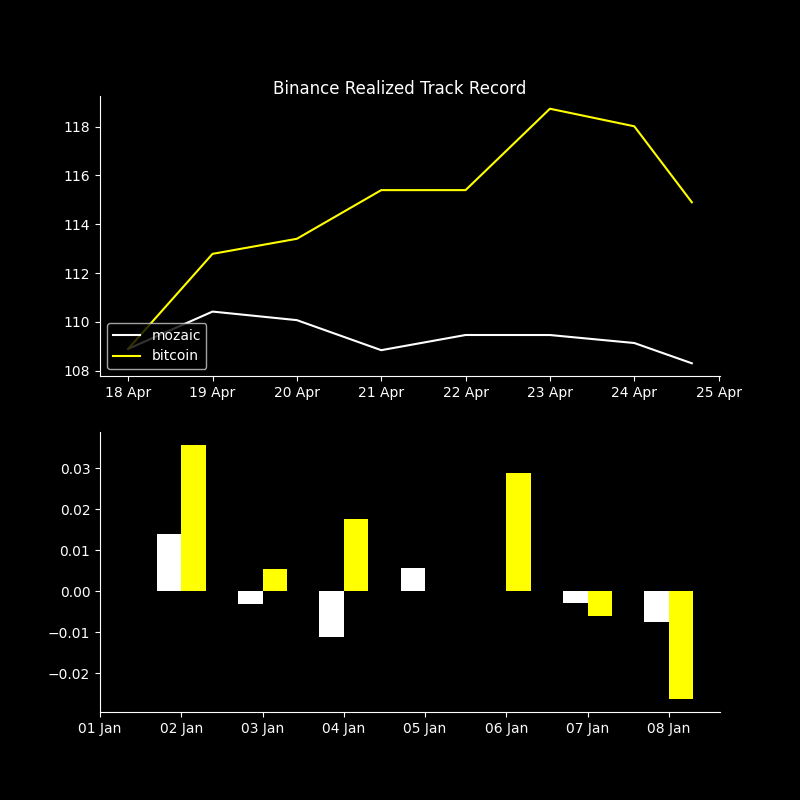 Binance Realized Track Record
118
116
114
112
110
108
mozaic
bitcoin
18 Apr 19 Apr 20 Apr 21 Apr 22 Apr 23 Apr 24 Apr 25 Apr
0.03
0.02
0.01
0.00
−0.01
−0.02
01 Jan 02 Jan 03 Jan 04 Jan 05 Jan 06 Jan 07 Jan 08 Jan